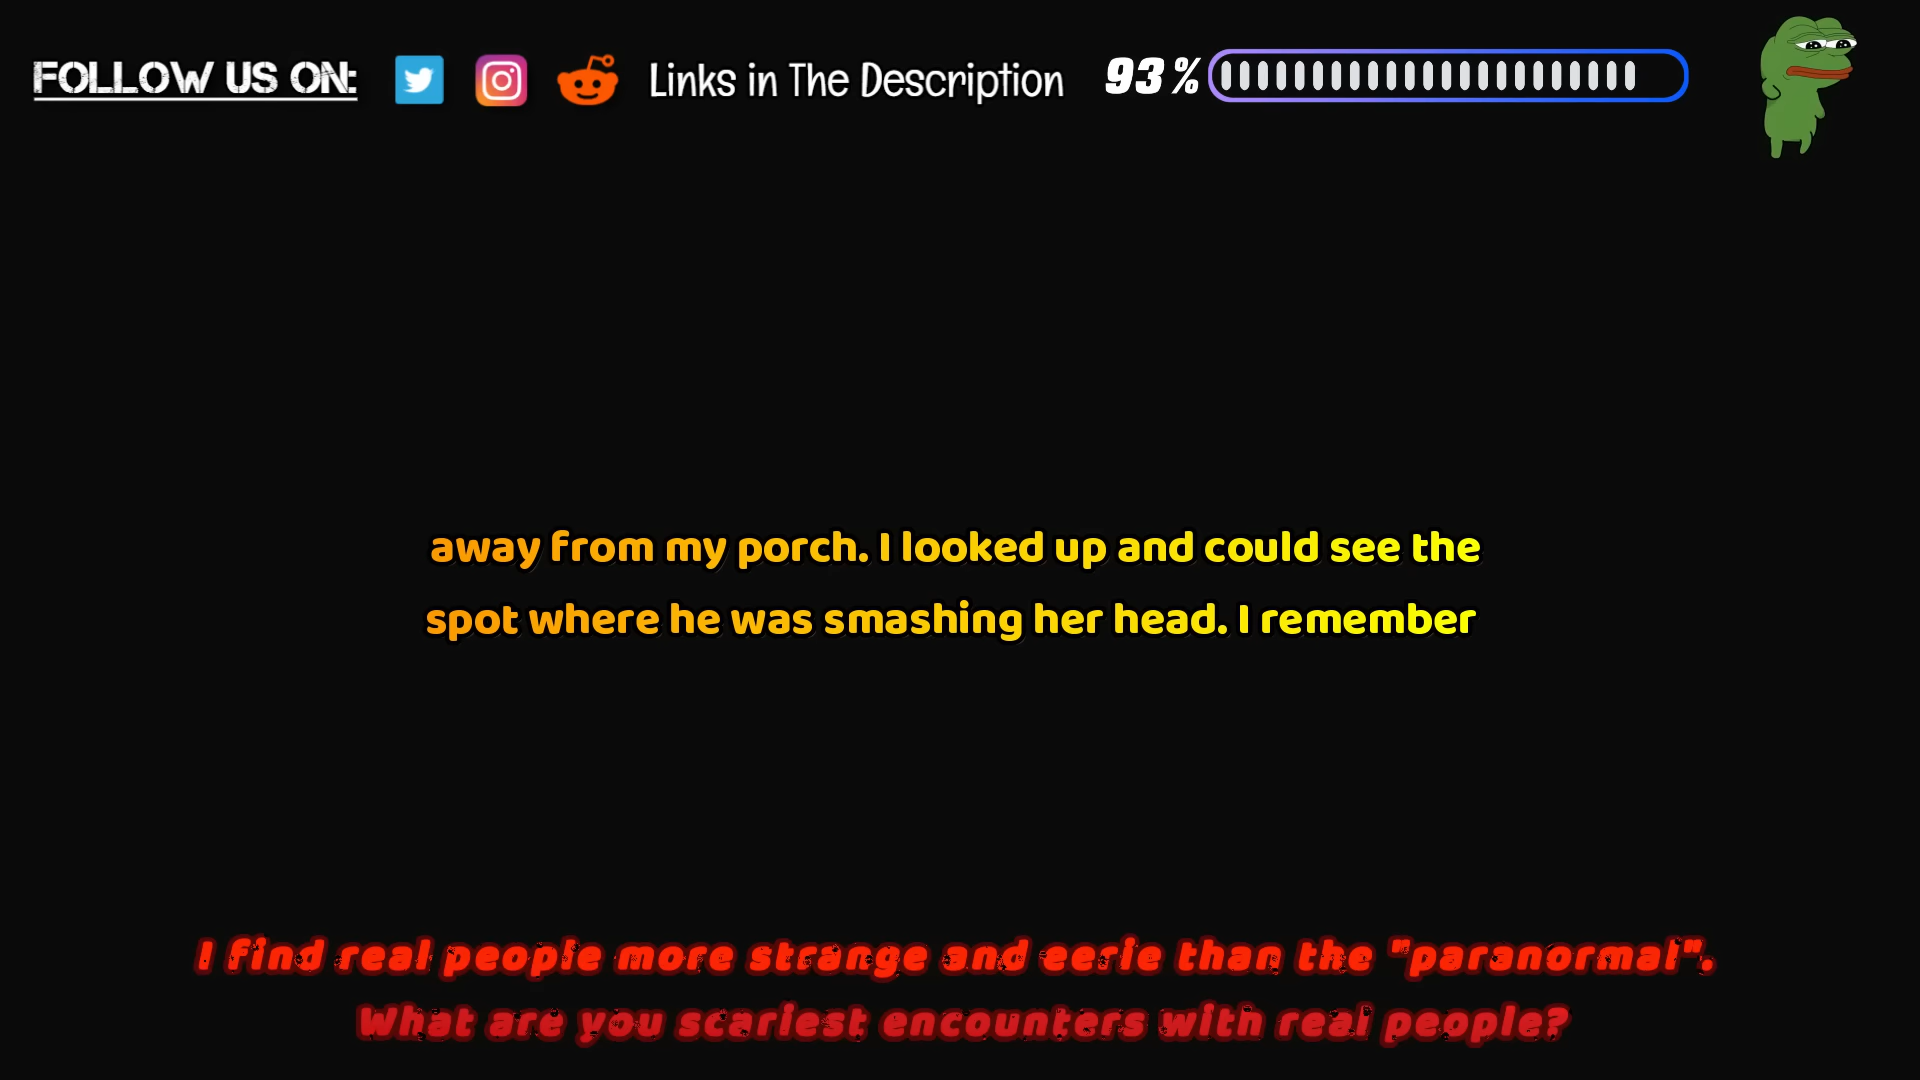 FOLLOW US ON:
Links in The Description
93%
away from my porch. I looked up and could see the
spot where he was smashing her head. I remember
I find real people more strange and eerie than the "paranormal".
What are you scariest encounters with real people?